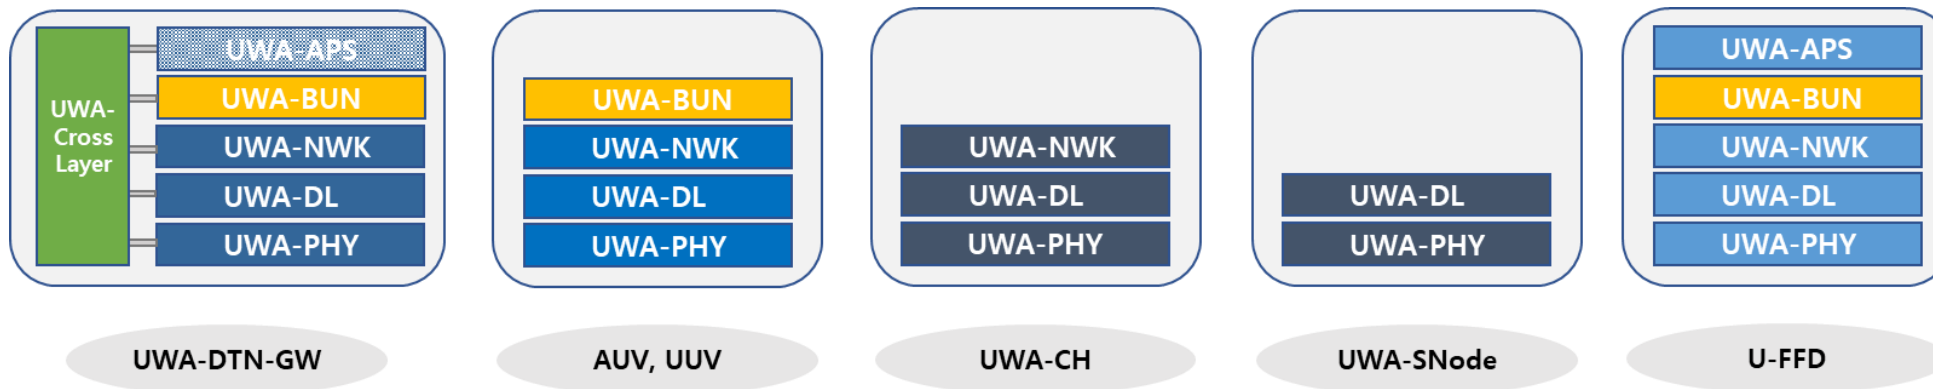 UWA-
Cross
Layer
UWA-APS
UWA-BUN
UWA-NWK
UWA-DL
UWA-PHY
UWA-BUN
UWA-NWK
UWA-DL
UWA-PHY
UWA-NWK
UWA-DL
UWA-PHY
UWA-DL
UWA-PHY
UWA-APS
UWA-BUN
UWA-NWK
UWA-DL
UWA-PHY
UWA-DTN-GW
AUV, UUV
UWA-CH
UWA-SNode
U-FFD